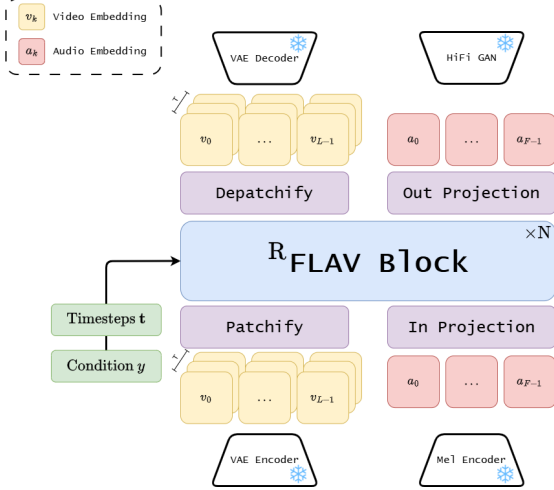 v_k Video Embedding
a_k Audio Embedding
VAE Decoder
HiFi GAN
T
v_0 ... v_{L-1}
a_0 ... a_{F-1}
Depatchify
Out Projection
×N
^R FLAV Block
Timesteps t
Condition y
Patchify
In Projection
T
v_0 ... v_{L-1}
a_0 ... a_{F-1}
VAE Encoder
Mel Encoder